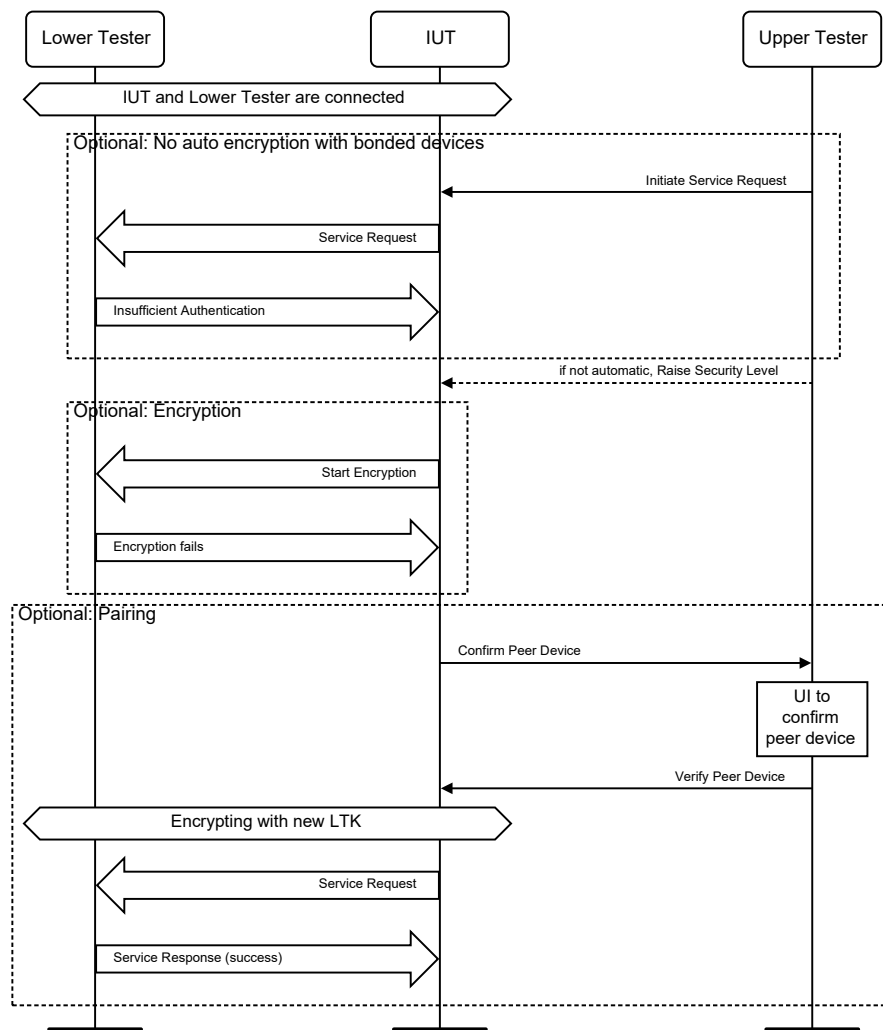 Lower Tester
IUT
Upper Tester
IUT and Lower Tester are connected
Optional: No auto encryption with bonded devices
Initiate Service Request
Service Request
Insufficient Authentication
if not automatic, Raise Security Level
Optional: Encryption
Start Encryption
Encryption fails
Optional: Pairing
Confirm Peer Device
UI to
confirm
peer device
Verify Peer Device
Encrypting with new LTK
Service Request
Service Response (success)